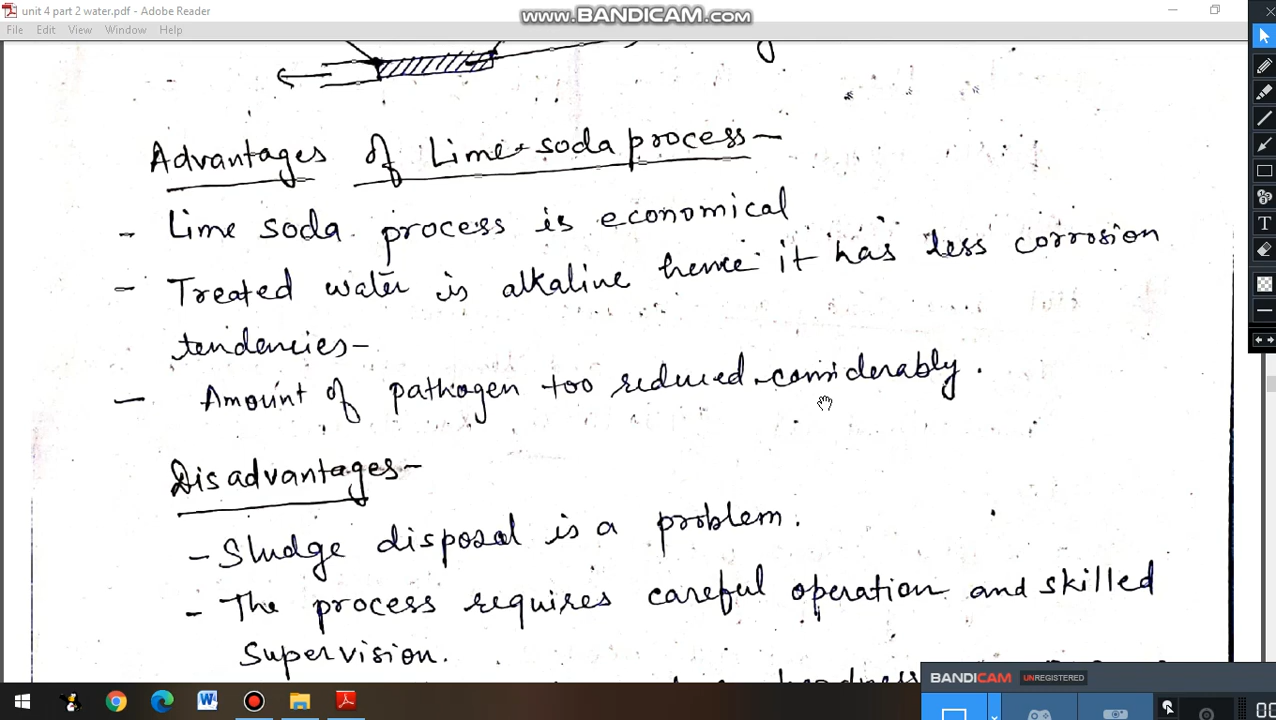 unit 4 part 2 water.pdf - Adobe Reader
www.BANDICAM.com
File Edit View Window Help
Advantages of Lime-soda process -
- Lime soda process is economical
- Treated water is alkaline hence it has less corrosion
tendencies -
- Amount of pathogen too reduced considerably.
Disadvantages -
- Sludge disposal is a problem.
- The process requires careful operation and skilled
Supervision.
BANDICAM UNREGISTERED